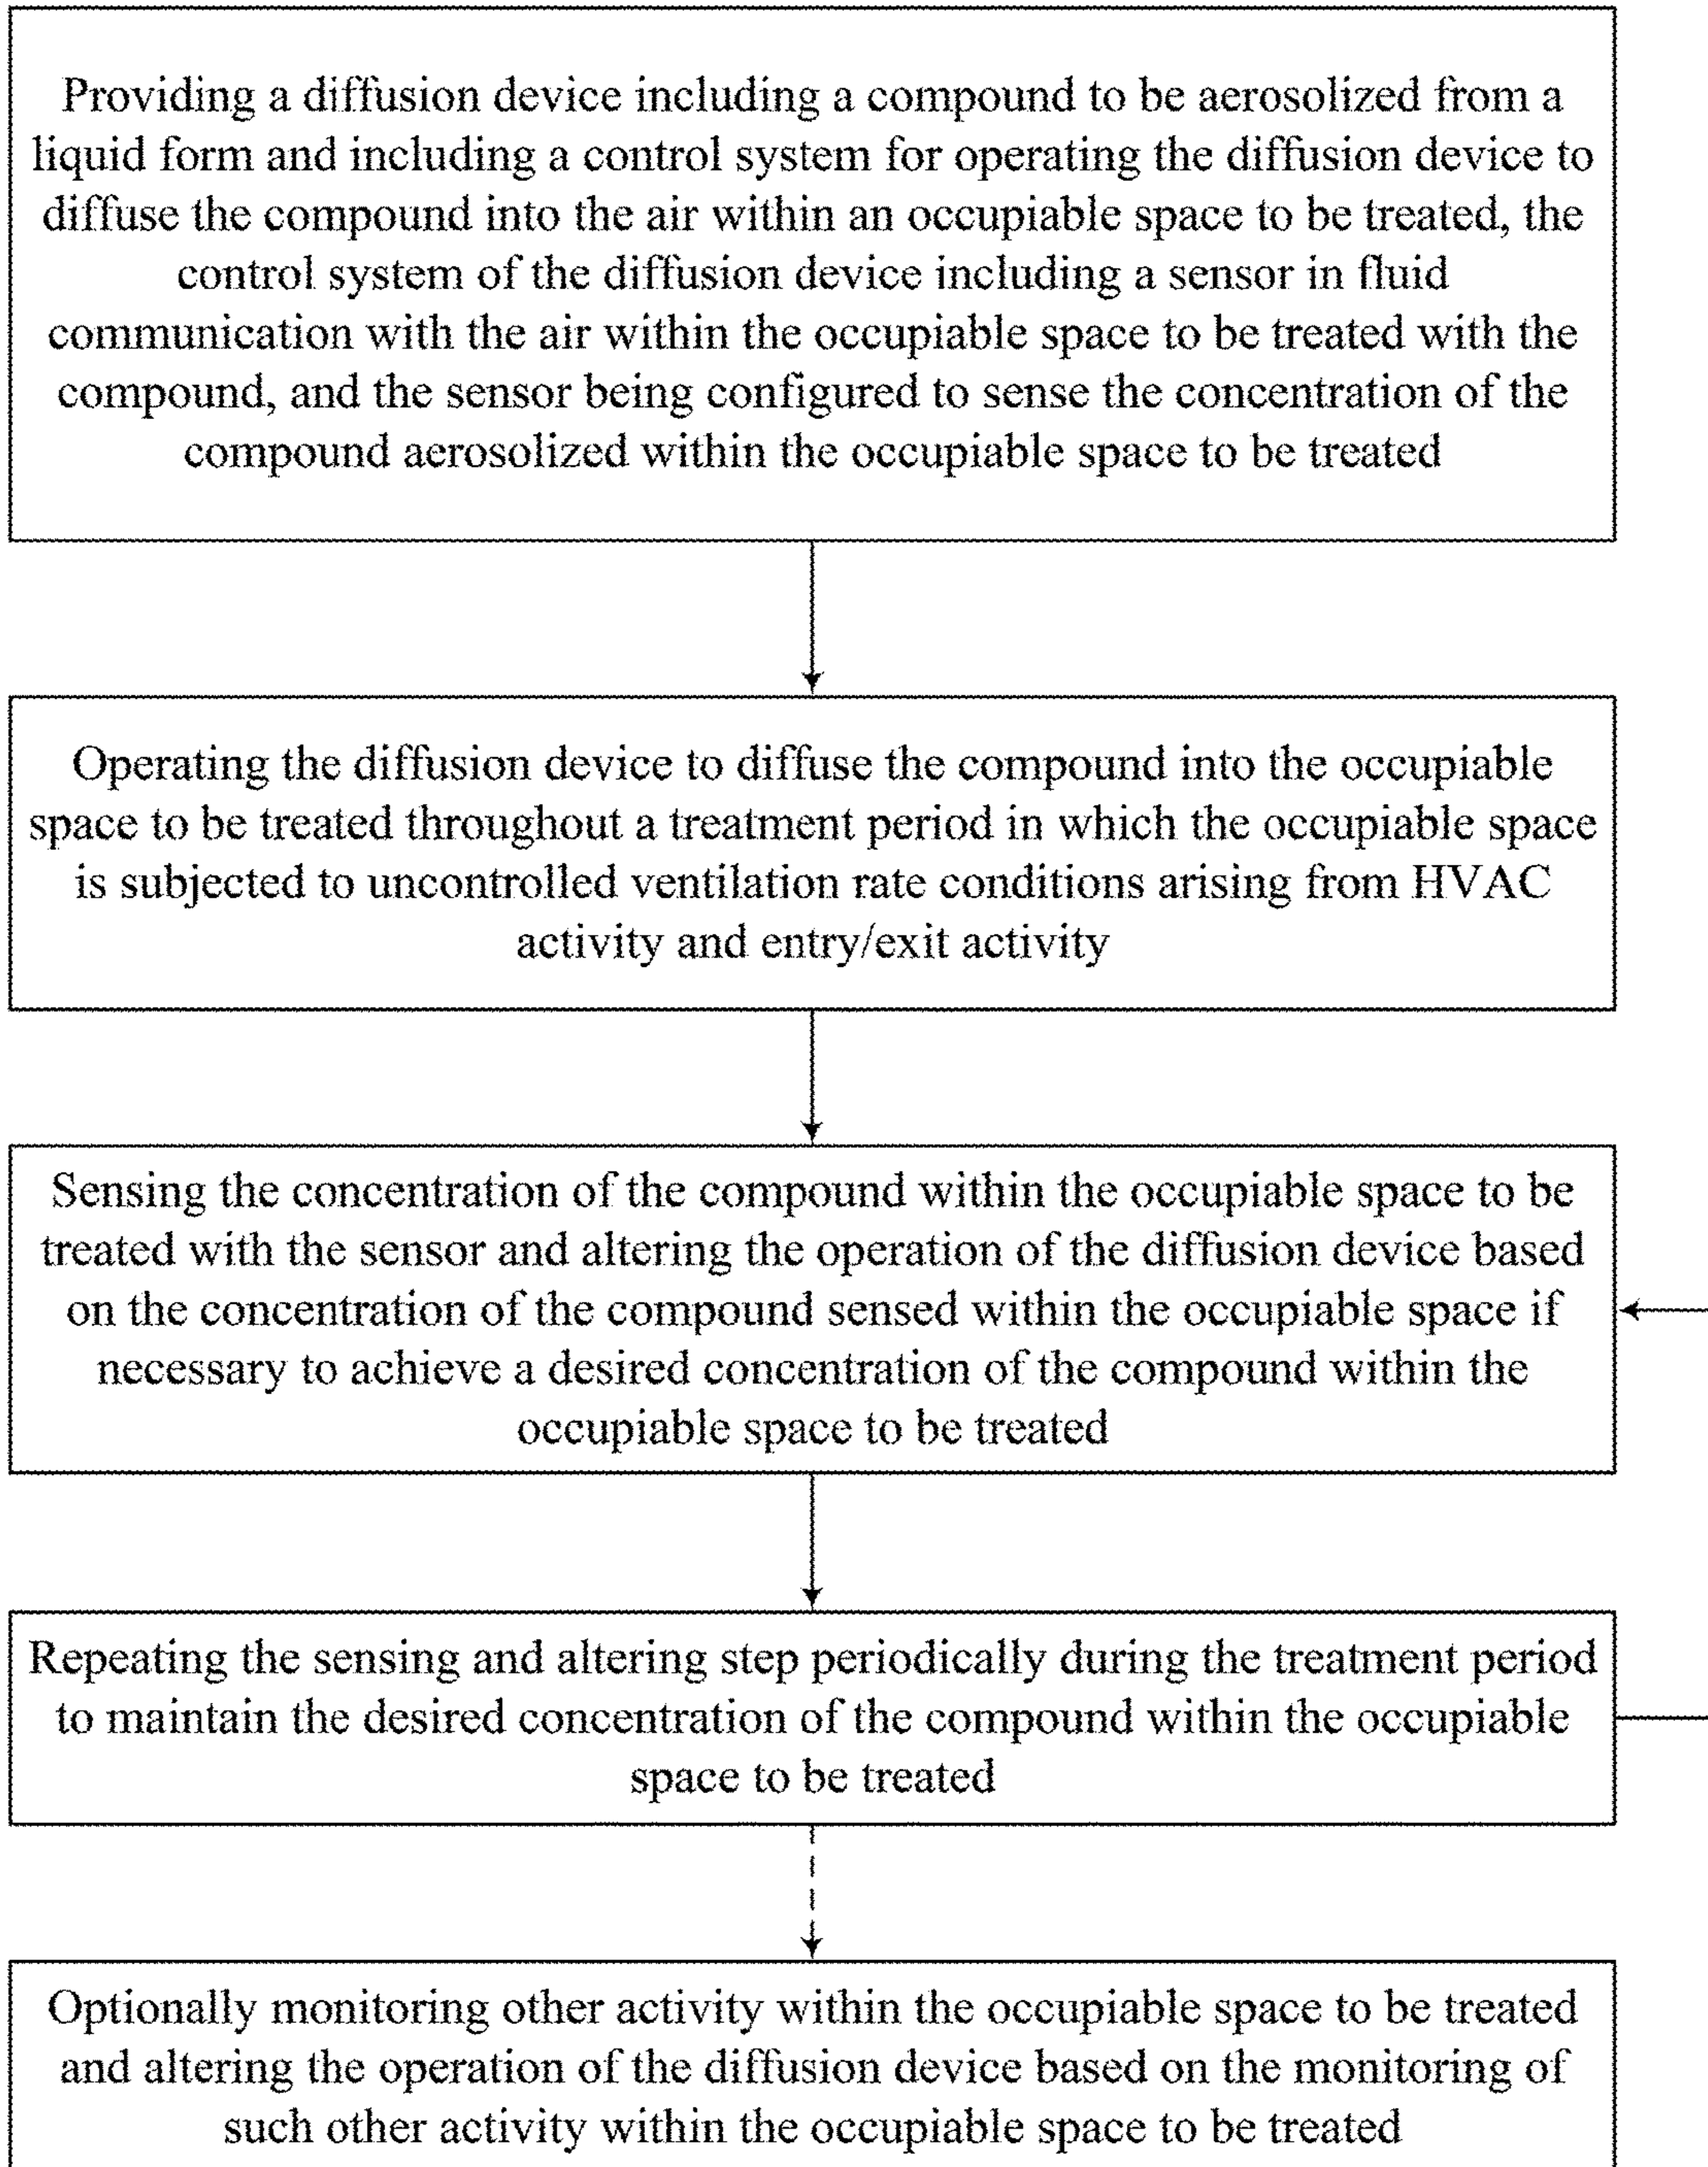 Providing a diffusion device including a compound to be aerosolized from a
liquid form and including a control system for operating the diffusion device to
diffuse the compound into the air within an occupiable space to be treated, the
control system of the diffusion device including a sensor in fluid
communication with the air within the occupiable space to be treated with the
compound, and the sensor being configured to sense the concentration of the
compound aerosolized within the occupiable space to be treated
Operating the diffusion device to diffuse the compound into the occupiable
space to be treated throughout a treatment period in which the occupiable space
is subjected to uncontrolled ventilation rate conditions arising from HVAC
activity and entry/exit activity
Sensing the concentration of the compound within the occupiable space to be
treated with the sensor and altering the operation of the diffusion device based
on the concentration of the compound sensed within the occupiable space if
necessary to achieve a desired concentration of the compound within the
occupiable space to be treated
Repeating the sensing and altering step periodically during the treatment period
to maintain the desired concentration of the compound within the occupiable
space to be treated
Optionally monitoring other activity within the occupiable space to be treated
and altering the operation of the diffusion device based on the monitoring of
such other activity within the occupiable space to be treated